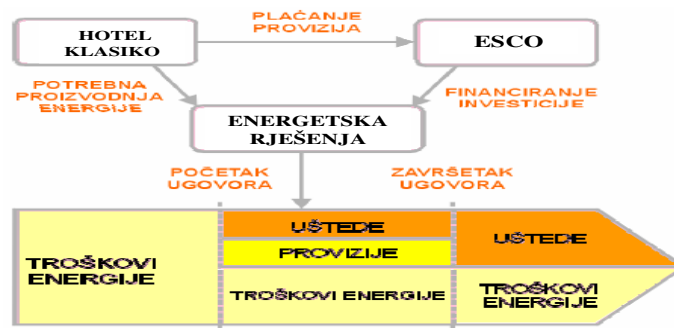 HOTEL
KLASIKO
PLAĆANJE
PROVIZIJA
ESCO
POTREBNA
PROIZVODNJA
ENERGIJE
FINANCIRANJE
INVESTICIJE
ENERGETSKA
RJEŠENJA
POČETAK
UGOVORA
ZAVRŠETAK
UGOVORA
TROŠKOVI
ENERGIJE
UŠTEDE
PROVIZIJE
TROŠKOVI ENERGIJE
UŠTEDE
TROŠKOVI
ENERGIJE